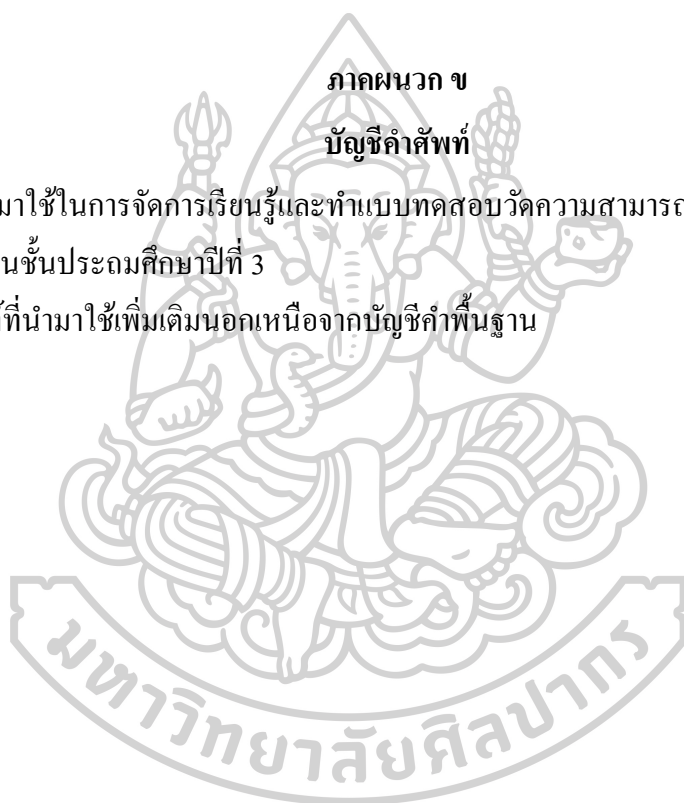 ภาคผนวก ข
บัญชีคำศัพท์
มาใช้ในการจัดการเรียนรู้และทำแบบทดสอบวัดความสามารถ
นชั้นประถมศึกษาปีที่ 3
ที่นำมาใช้เพิ่มเติมนอกเหนือจากบัญชีคำพื้นฐาน
มหาวิทยาลัยศิลปากร